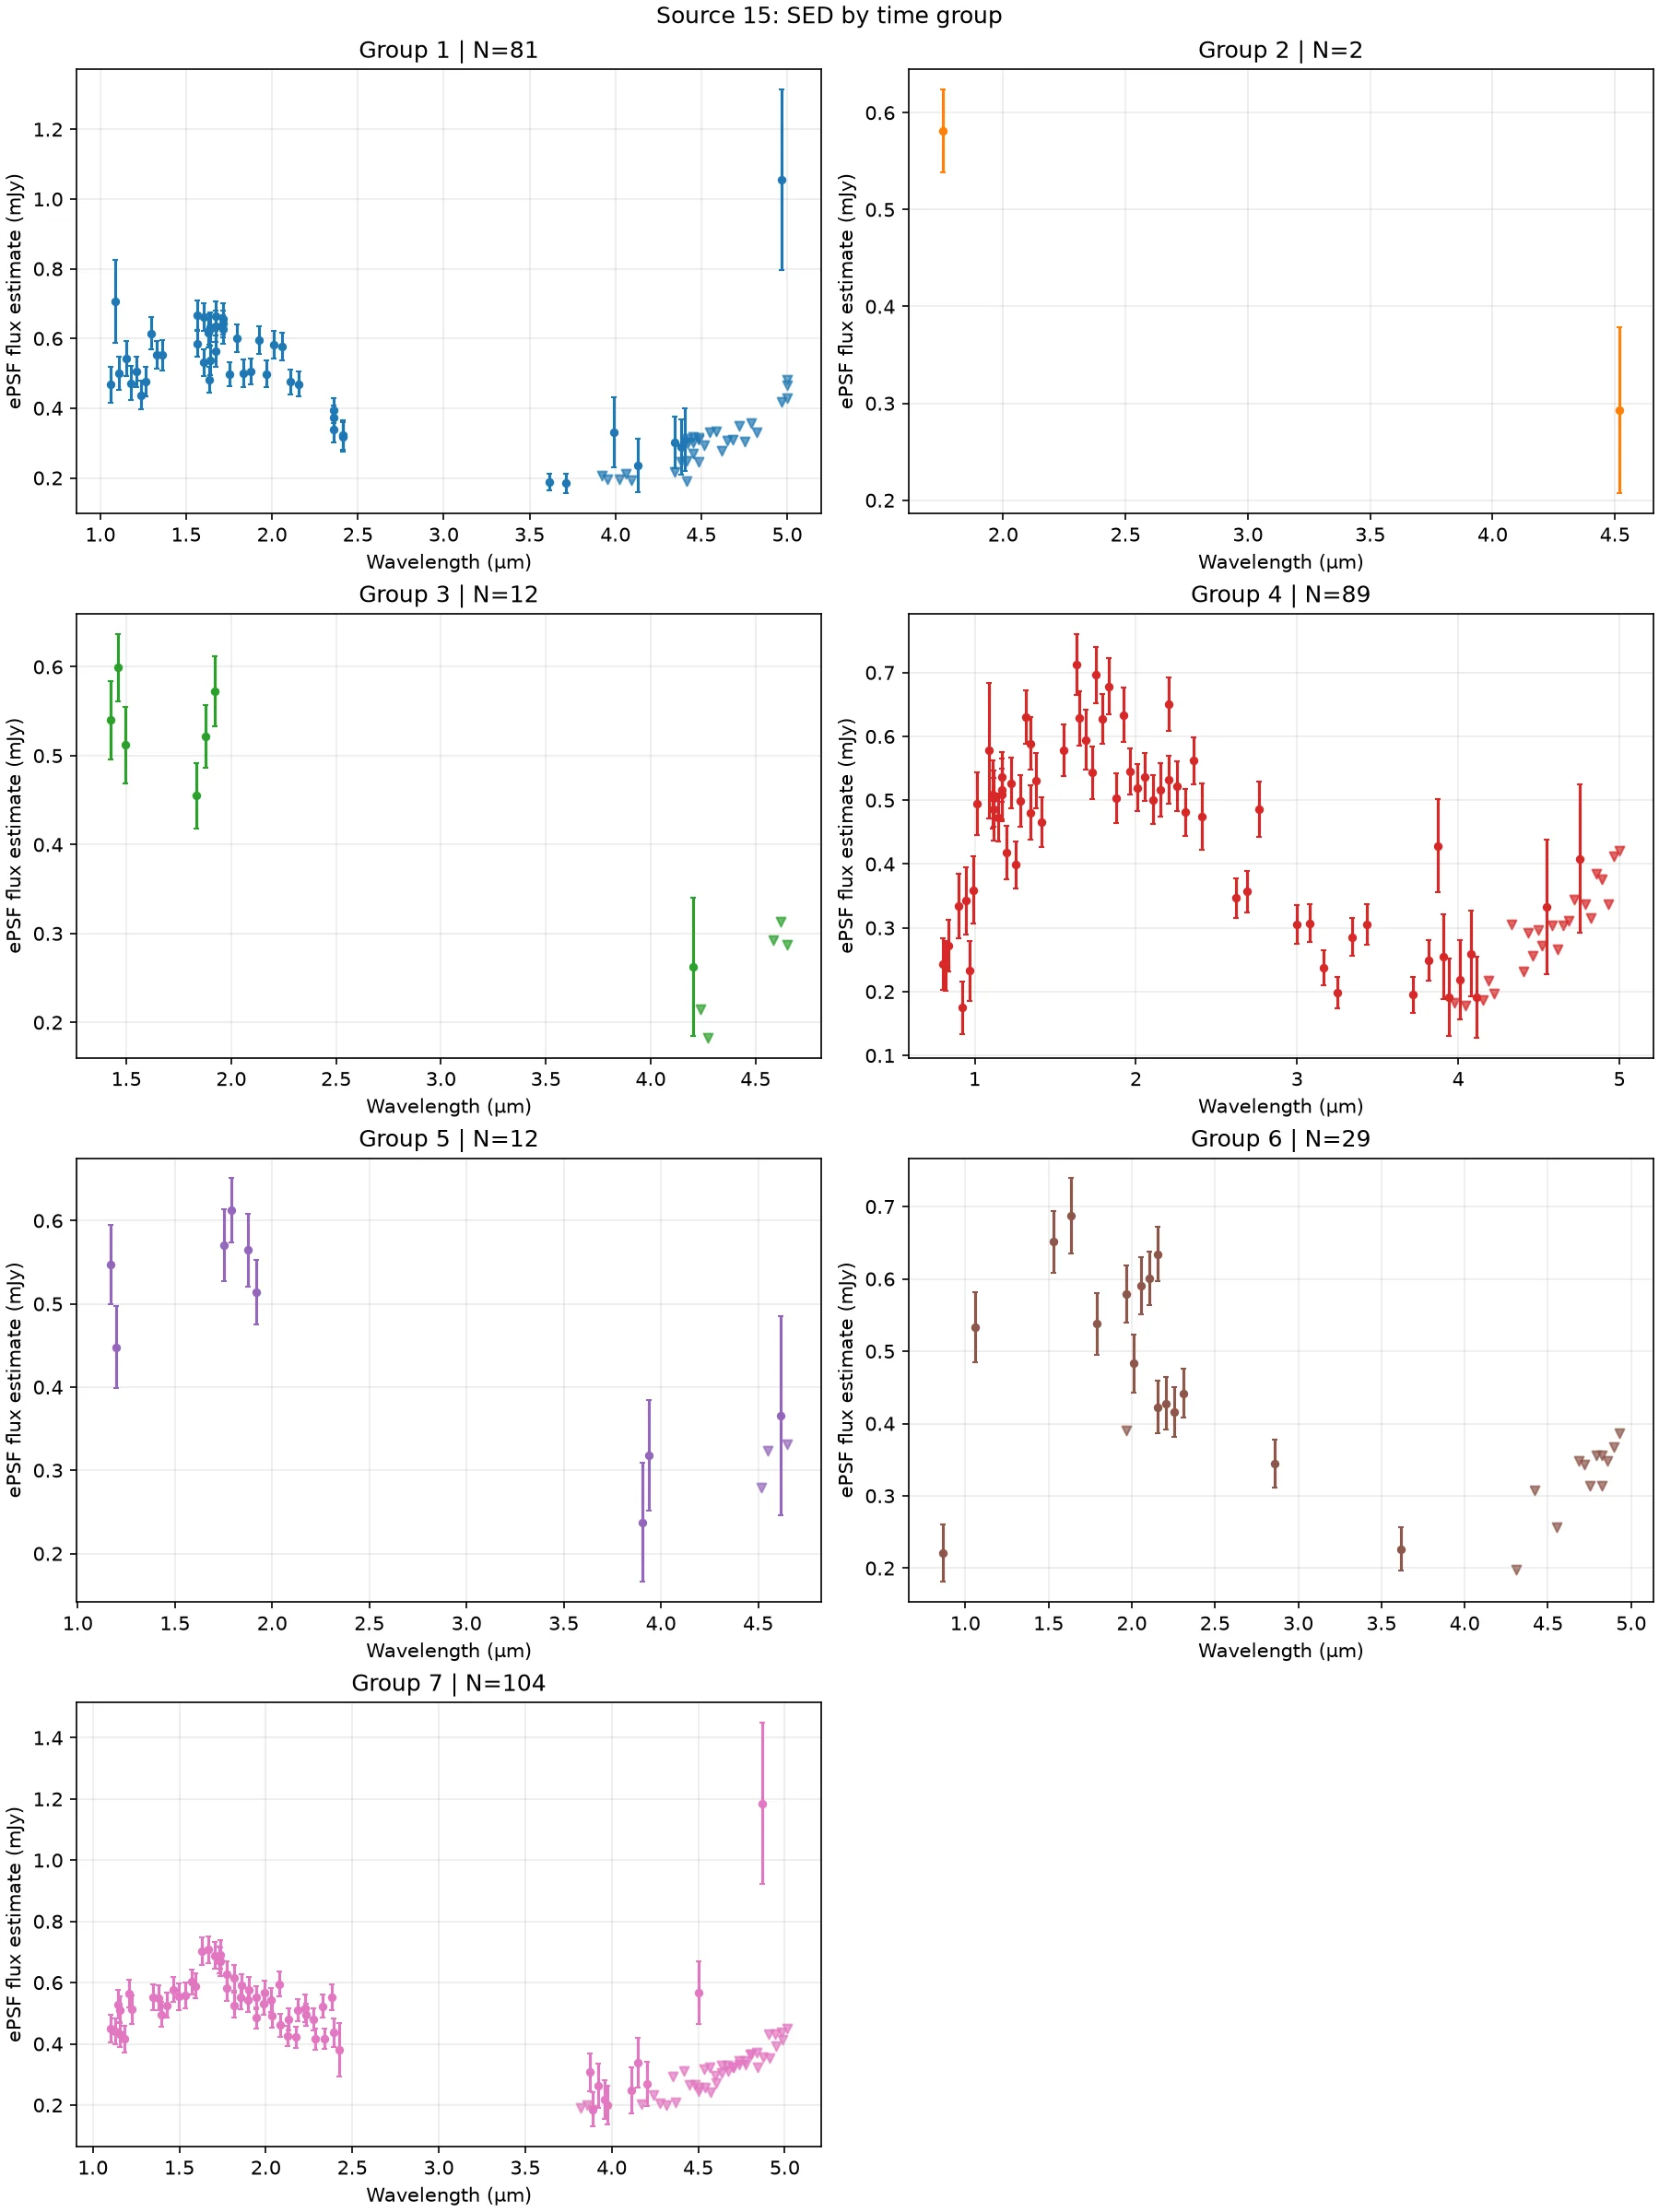 Source 15: SED by time group
Group 1 | N=81
ePSF flux estimate (mJy)
1.2
1.0
0.8
0.6
0.4
0.2
1.0 1.5 2.0 2.5 3.0 3.5 4.0 4.5 5.0
Wavelength (µm)
Group 2 | N=2
ePSF flux estimate (mJy)
0.6
0.5
0.4
0.3
0.2
2.0 2.5 3.0 3.5 4.0 4.5
Wavelength (µm)
Group 3 | N=12
ePSF flux estimate (mJy)
0.6
0.5
0.4
0.3
0.2
1.5 2.0 2.5 3.0 3.5 4.0 4.5
Wavelength (µm)
Group 4 | N=89
ePSF flux estimate (mJy)
0.7
0.6
0.5
0.4
0.3
0.2
0.1
1 2 3 4 5
Wavelength (µm)
Group 5 | N=12
ePSF flux estimate (mJy)
0.6
0.5
0.4
0.3
0.2
1.0 1.5 2.0 2.5 3.0 3.5 4.0 4.5
Wavelength (µm)
Group 6 | N=29
ePSF flux estimate (mJy)
0.7
0.6
0.5
0.4
0.3
0.2
1.0 1.5 2.0 2.5 3.0 3.5 4.0 4.5 5.0
Wavelength (µm)
Group 7 | N=104
ePSF flux estimate (mJy)
1.4
1.2
1.0
0.8
0.6
0.4
0.2
1.0 1.5 2.0 2.5 3.0 3.5 4.0 4.5 5.0
Wavelength (µm)